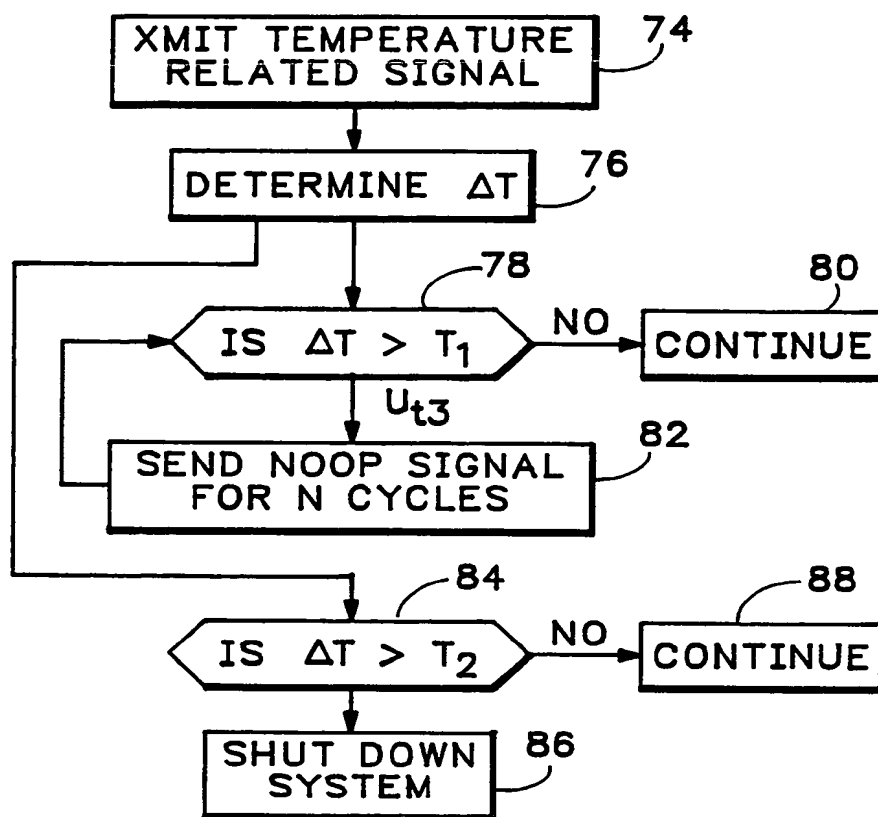 XMIT TEMPERATURE
RELATED SIGNAL
74
DETERMINE ΔT
76
78
IS ΔT > T₁
NO
80
CONTINUE
Ut3
SEND NOOP SIGNAL
FOR N CYCLES
82
84
IS ΔT > T₂
NO
88
CONTINUE
SHUT DOWN
SYSTEM
86